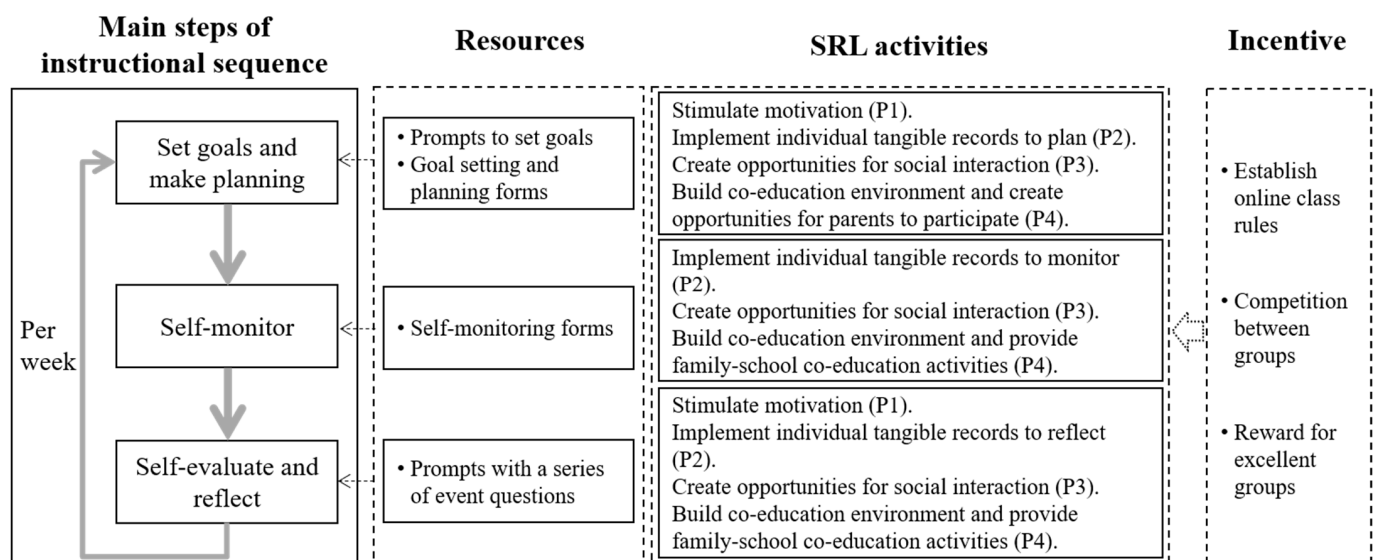 Main steps of
instructional sequence
Resources
SRL activities
Incentive
Per
week
Set goals and
make planning
Self-monitor
Self-evaluate and
reflect
• Prompts to set goals
• Goal setting and
planning forms
• Self-monitoring forms
• Prompts with a series
of event questions
Stimulate motivation (P1).
Implement individual tangible records to plan (P2).
Create opportunities for social interaction (P3).
Build co-education environment and create
opportunities for parents to participate (P4).
Implement individual tangible records to monitor
(P2).
Create opportunities for social interaction (P3).
Build co-education environment and provide
family-school co-education activities (P4).
Stimulate motivation (P1).
Implement individual tangible records to reflect
(P2).
Create opportunities for social interaction (P3).
Build co-education environment and provide
family-school co-education activities (P4).
• Establish
online class
rules
• Competition
between
groups
• Reward for
excellent
groups